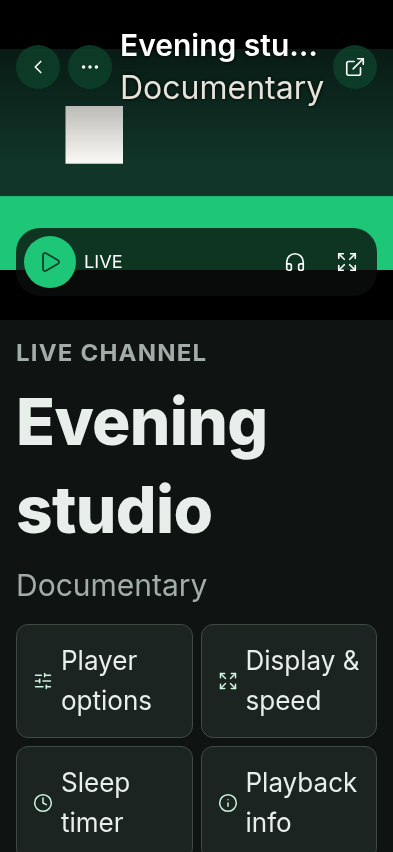 Evening stu...
Documentary
LIVE
LIVE CHANNEL
Evening
studio
Documentary
Player
options
Display &
speed
Sleep
timer
Playback
info